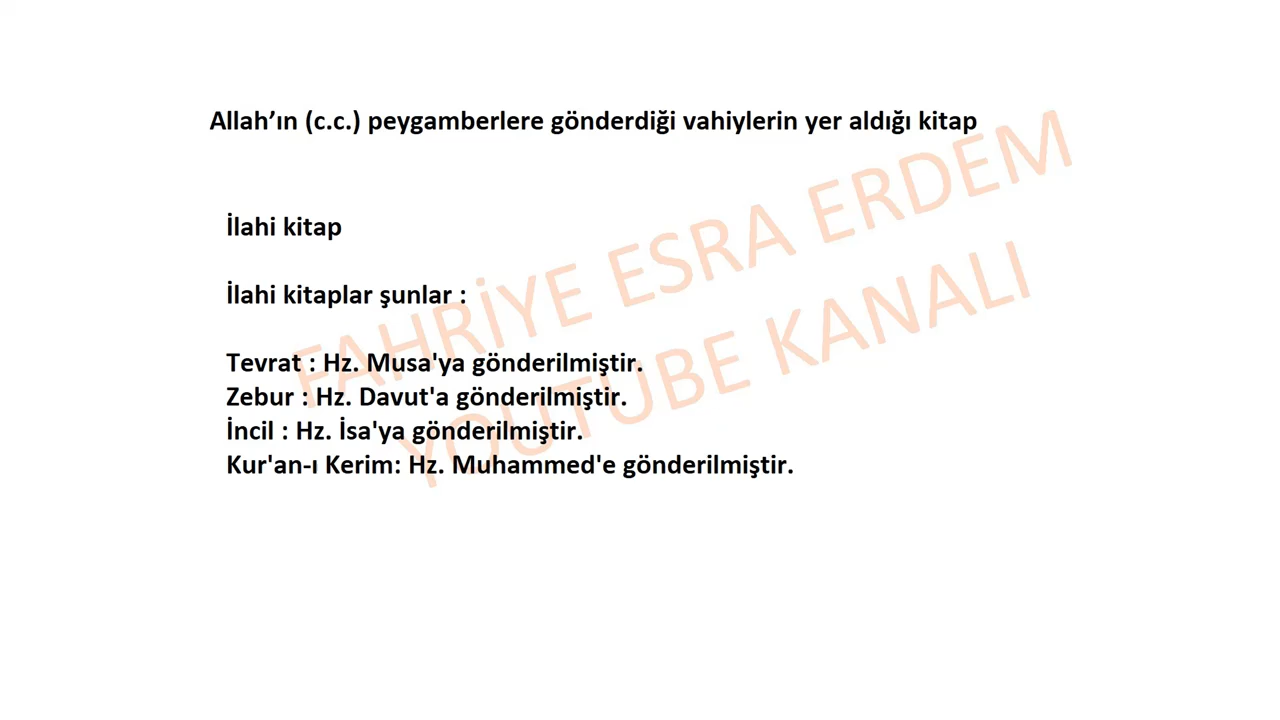 Allah’ın (c.c.) peygamberlere gönderdiği vahiylerin yer aldığı kitap
İlahi kitap
İlahi kitaplar şunlar :
Tevrat : Hz. Musa'ya gönderilmiştir.
Zebur : Hz. Davut'a gönderilmiştir.
İncil : Hz. İsa'ya gönderilmiştir.
Kur'an-ı Kerim: Hz. Muhammed'e gönderilmiştir.
FAHRİYE ESRA ERDEM
YOUTUBE KANALI